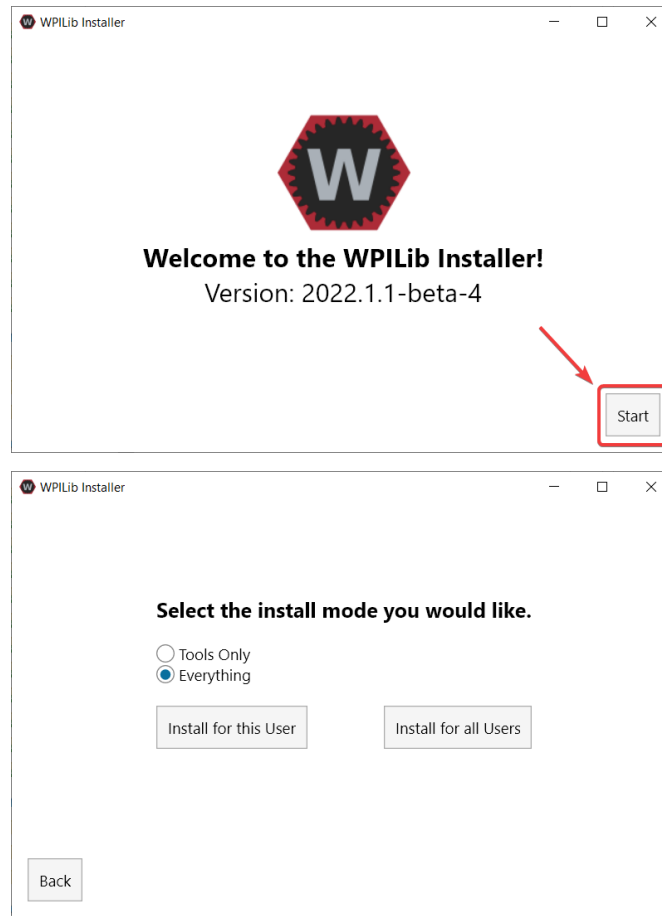 WPILib Installer
W
Welcome to the WPILib Installer!
Version: 2022.1.1-beta-4
Start
WPILib Installer
Select the install mode you would like.
Tools Only
Everything
Install for this User Install for all Users
Back